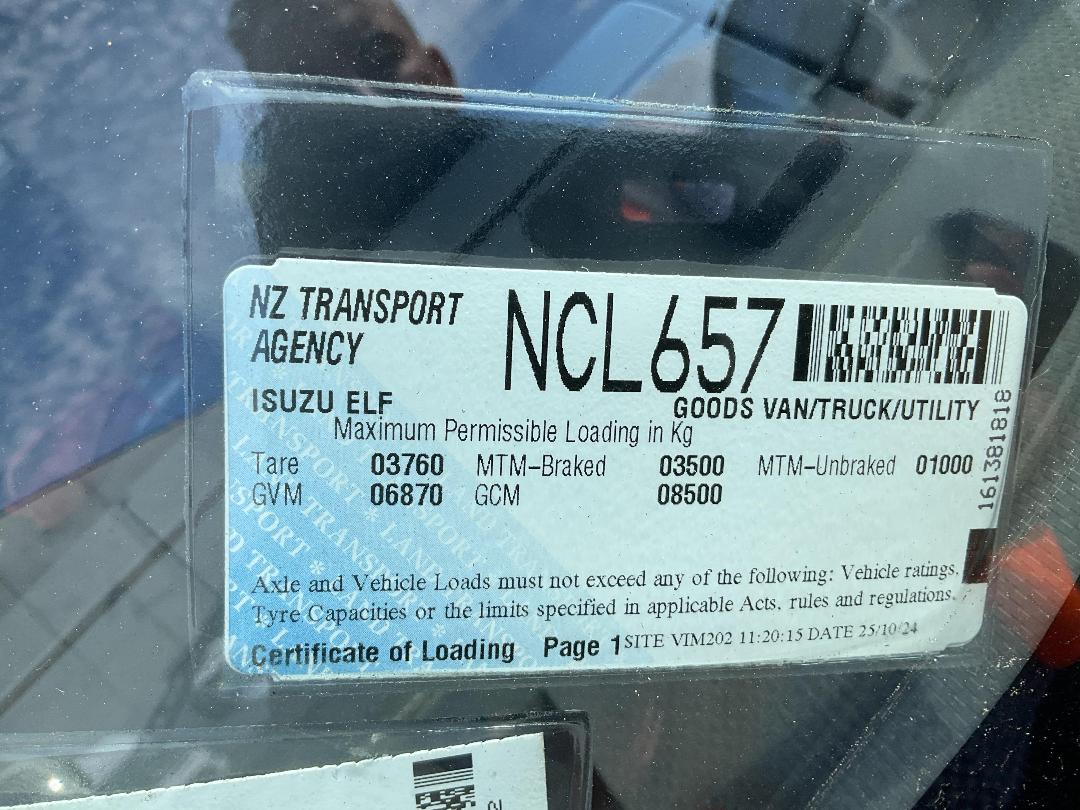 NZ TRANSPORT
AGENCY
NCL657
ISUZU ELF
GOODS VAN/TRUCK/UTILITY
Maximum Permissible Loading in Kg
Tare 03760 MTM-Braked 03500 MTM-Unbraked 01000
GVM 06870 GCM 08500
161381818
Axle and Vehicle Loads must not exceed any of the following: Vehicle ratings,
Tyre Capacities or the limits specified in applicable Acts, rules and regulations.
Certificate of Loading Page 1 SITE VIM202 11:20:15 DATE 25/10/24